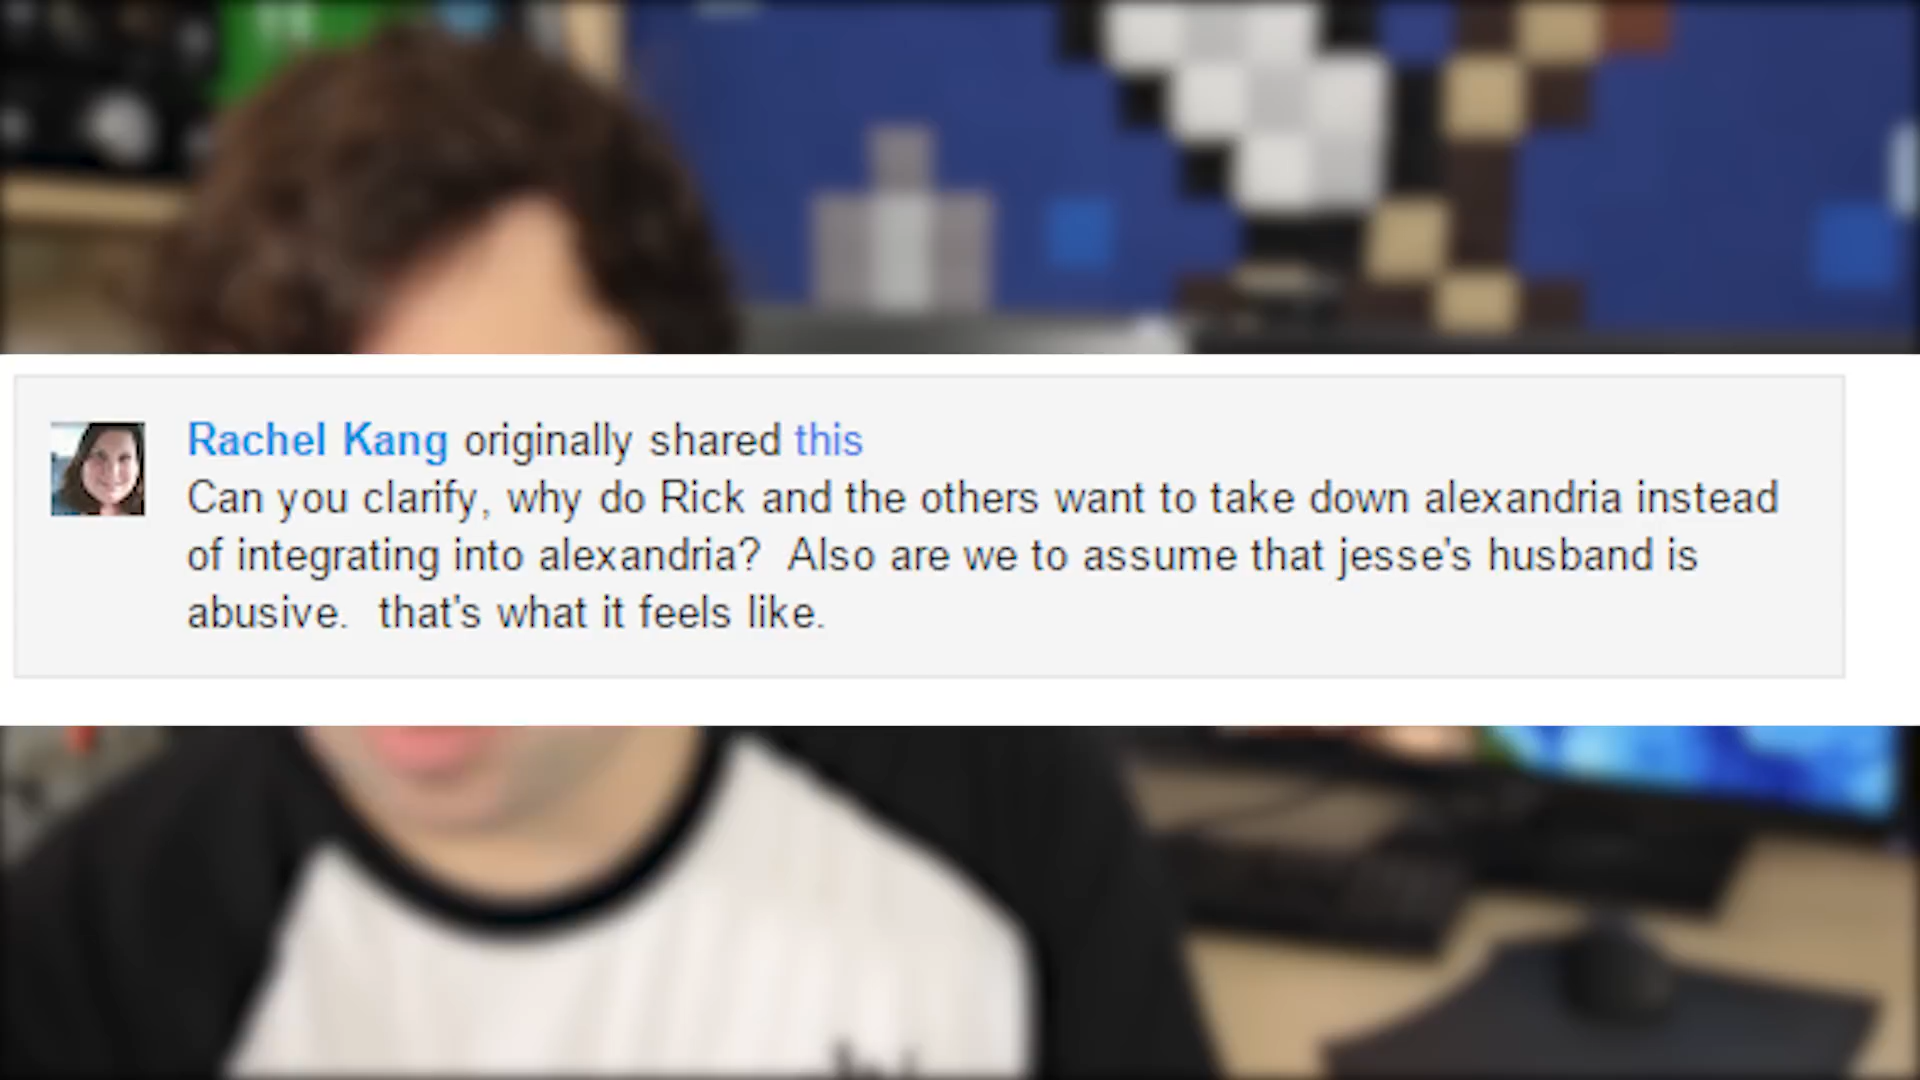 Rachel Kang originally shared this
Can you clarify, why do Rick and the others want to take down alexandria instead
of integrating into alexandria?  Also are we to assume that jesse's husband is
abusive.  that's what it feels like.